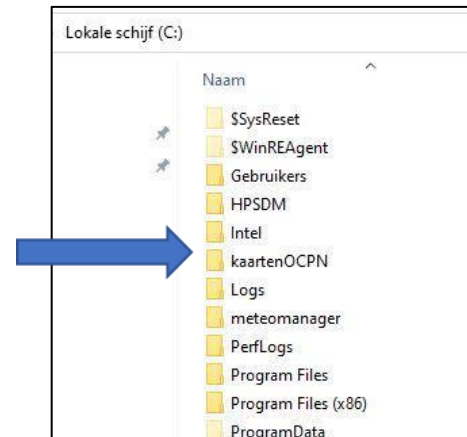 Lokale schijf (C:)
Naam
$SysReset
$WinREAgent
Gebruikers
HPSDM
Intel
kaartenOCPN
Logs
meteomanager
PerfLogs
Program Files
Program Files (x86)
ProgramData